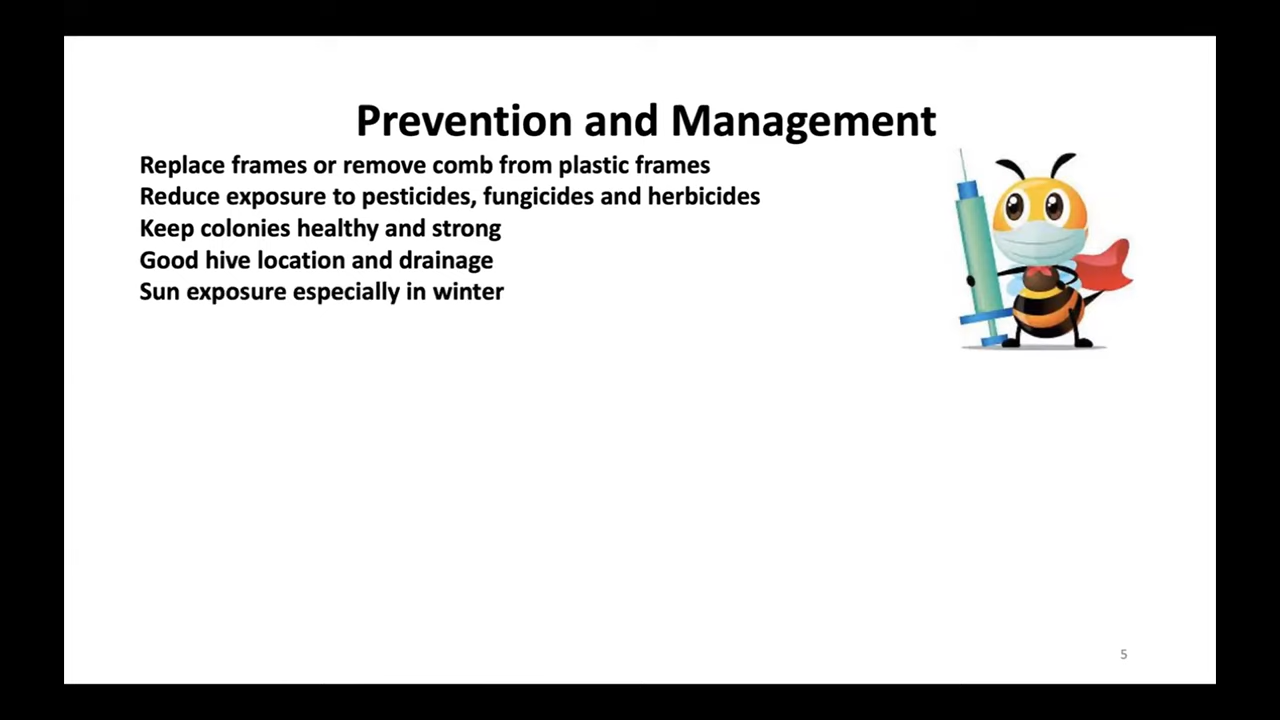 Prevention and Management
Replace frames or remove comb from plastic frames
Reduce exposure to pesticides, fungicides and herbicides
Keep colonies healthy and strong
Good hive location and drainage
Sun exposure especially in winter
5